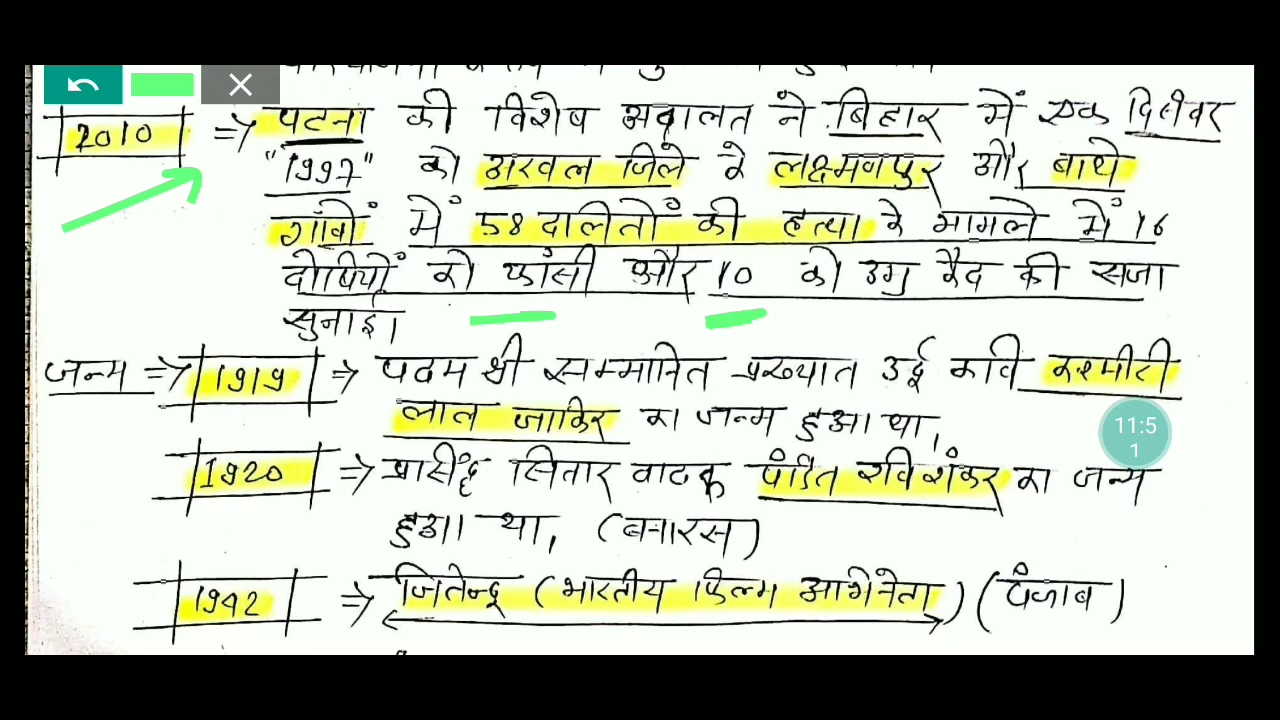 2010 => पटना की विशेष अदालत ने बिहार में एक दिसंबर
"1997" को अरवल जिले के लक्ष्मणपुर और बाथे
गाँवों में 58 दलितों की हत्या के मामले में 16
दोषियों को फांसी और 10 को उम्र कैद की सजा
सुनाई।
जन्म => 1919 => पदम श्री सम्मानित प्रख्यात उर्दू कवि कश्मीरी
लाल जाकिर का जन्म हुआ था,
11:5
1
1920 => प्रसिद्ध सितार वादक पंडित रविशंकर का जन्म
हुआ था, (बनारस)
1942 => जितेन्द्र (भारतीय फिल्म अभिनेता) (पंजाब)